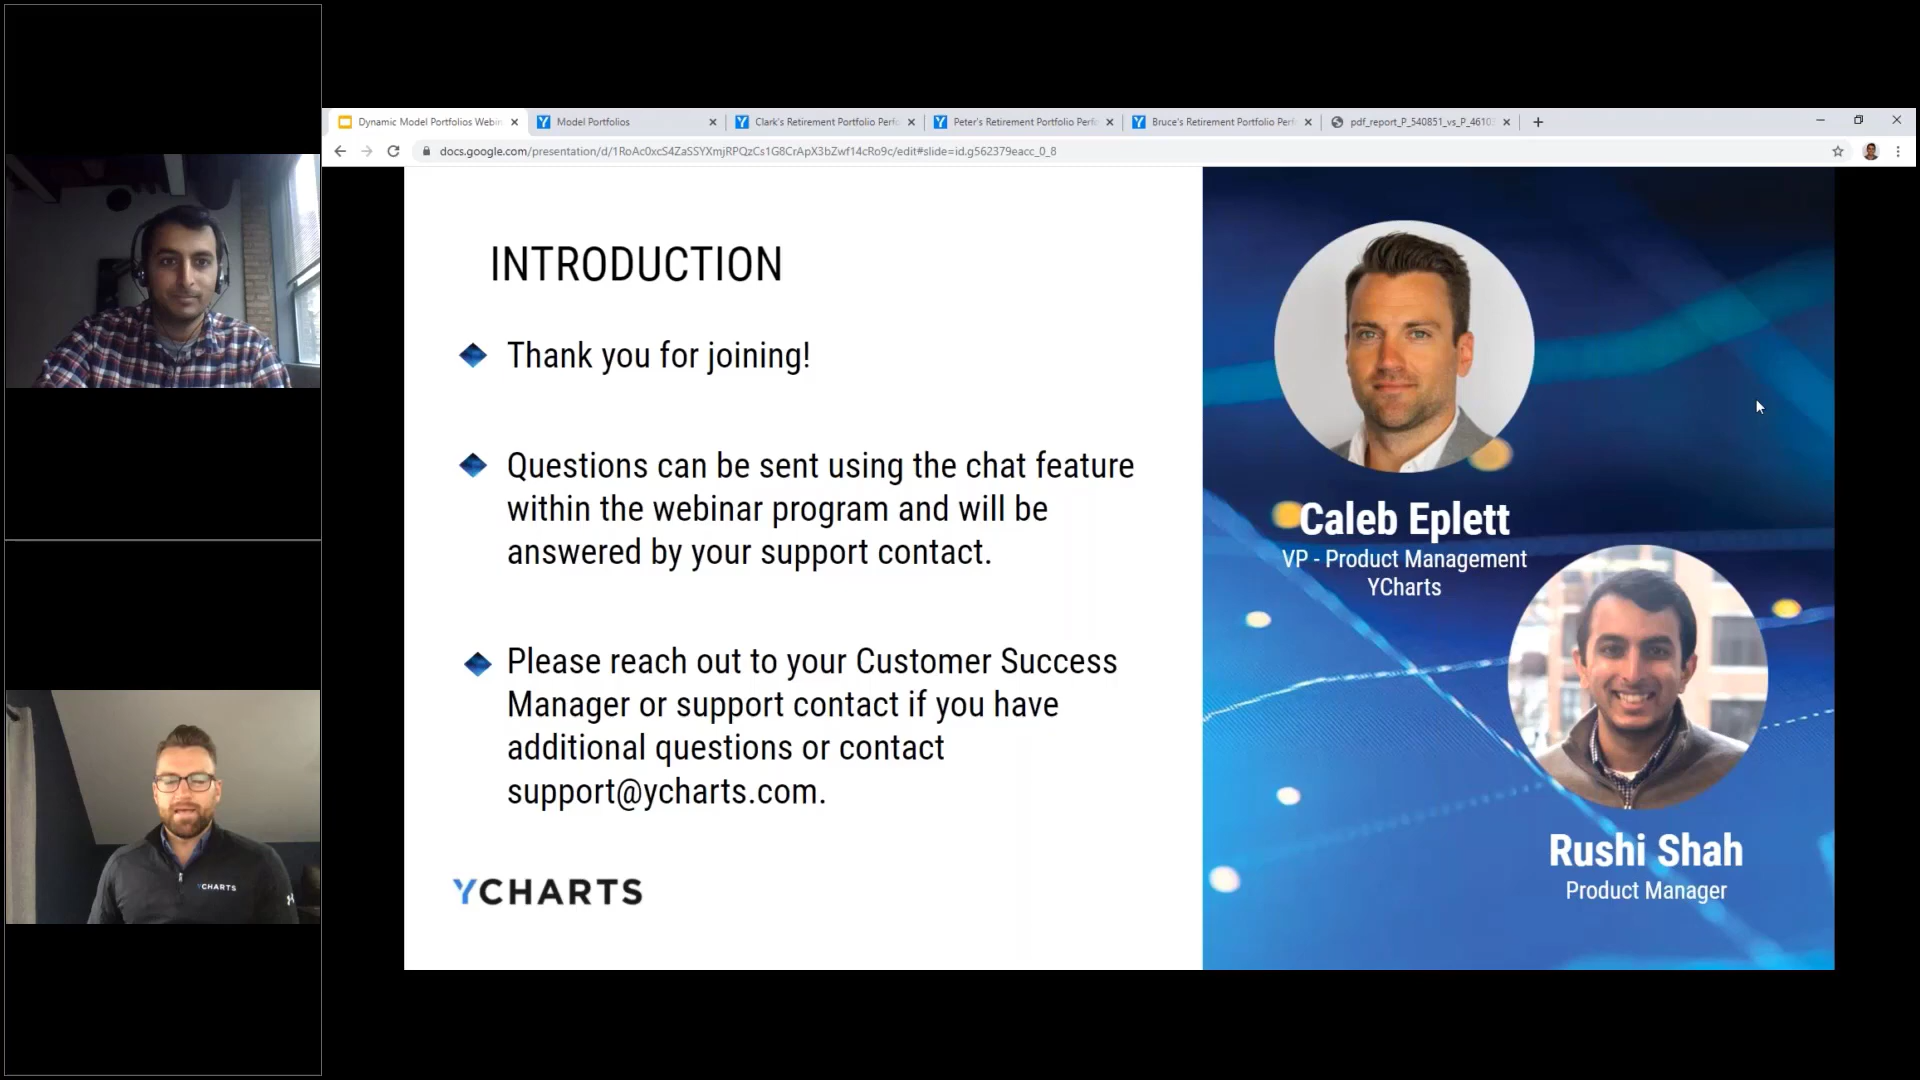 Dynamic Model Portfolios Webin
Model Portfolios
Clark's Retirement Portfolio Perf
Peter's Retirement Portfolio Perf
Bruce's Retirement Portfolio Perf
pdf_report_P_540851_vs_P_4610
docs.google.com/presentation/d/1RoAc0xcS4ZaSSYXmjRPQzCs1G8CrApX3bZwf14cRo9c/edit#slide=id.g562379eacc_0_8
INTRODUCTION
Thank you for joining!
Questions can be sent using the chat feature
within the webinar program and will be
answered by your support contact.
Please reach out to your Customer Success
Manager or support contact if you have
additional questions or contact
support@ycharts.com.
YCHARTS
Caleb Eplett
VP - Product Management
YCharts
Rushi Shah
Product Manager
YCHARTS